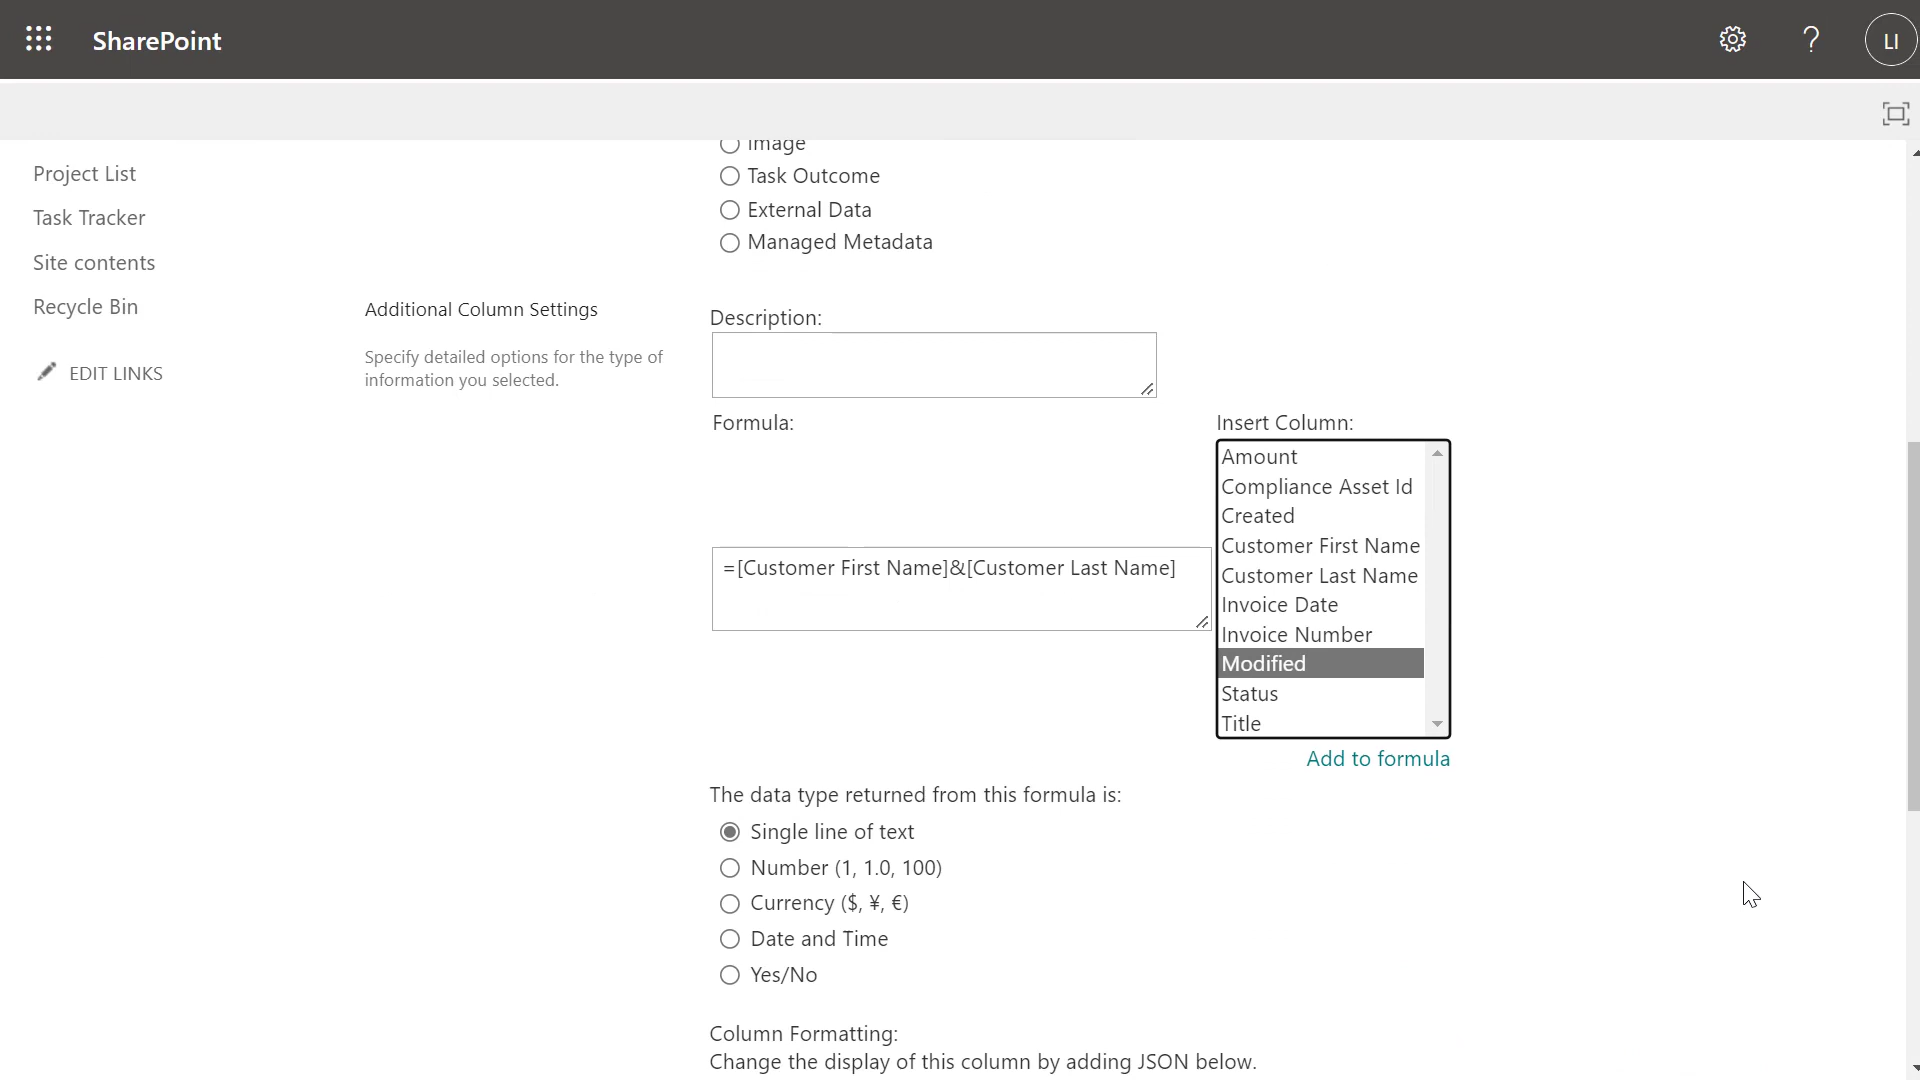 SharePoint
?
LI
Image
Project List
Task Outcome
Task Tracker
External Data
Managed Metadata
Site contents
Recycle Bin
EDIT LINKS
Additional Column Settings
Specify detailed options for the type of
information you selected.
Description:
Formula:
=[Customer First Name]&[Customer Last Name]
Insert Column:
Amount
Compliance Asset Id
Created
Customer First Name
Customer Last Name
Invoice Date
Invoice Number
Modified
Status
Title
Add to formula
The data type returned from this formula is:
Single line of text
Number (1, 1.0, 100)
Currency ($, ¥, €)
Date and Time
Yes/No
Column Formatting:
Change the display of this column by adding JSON below.